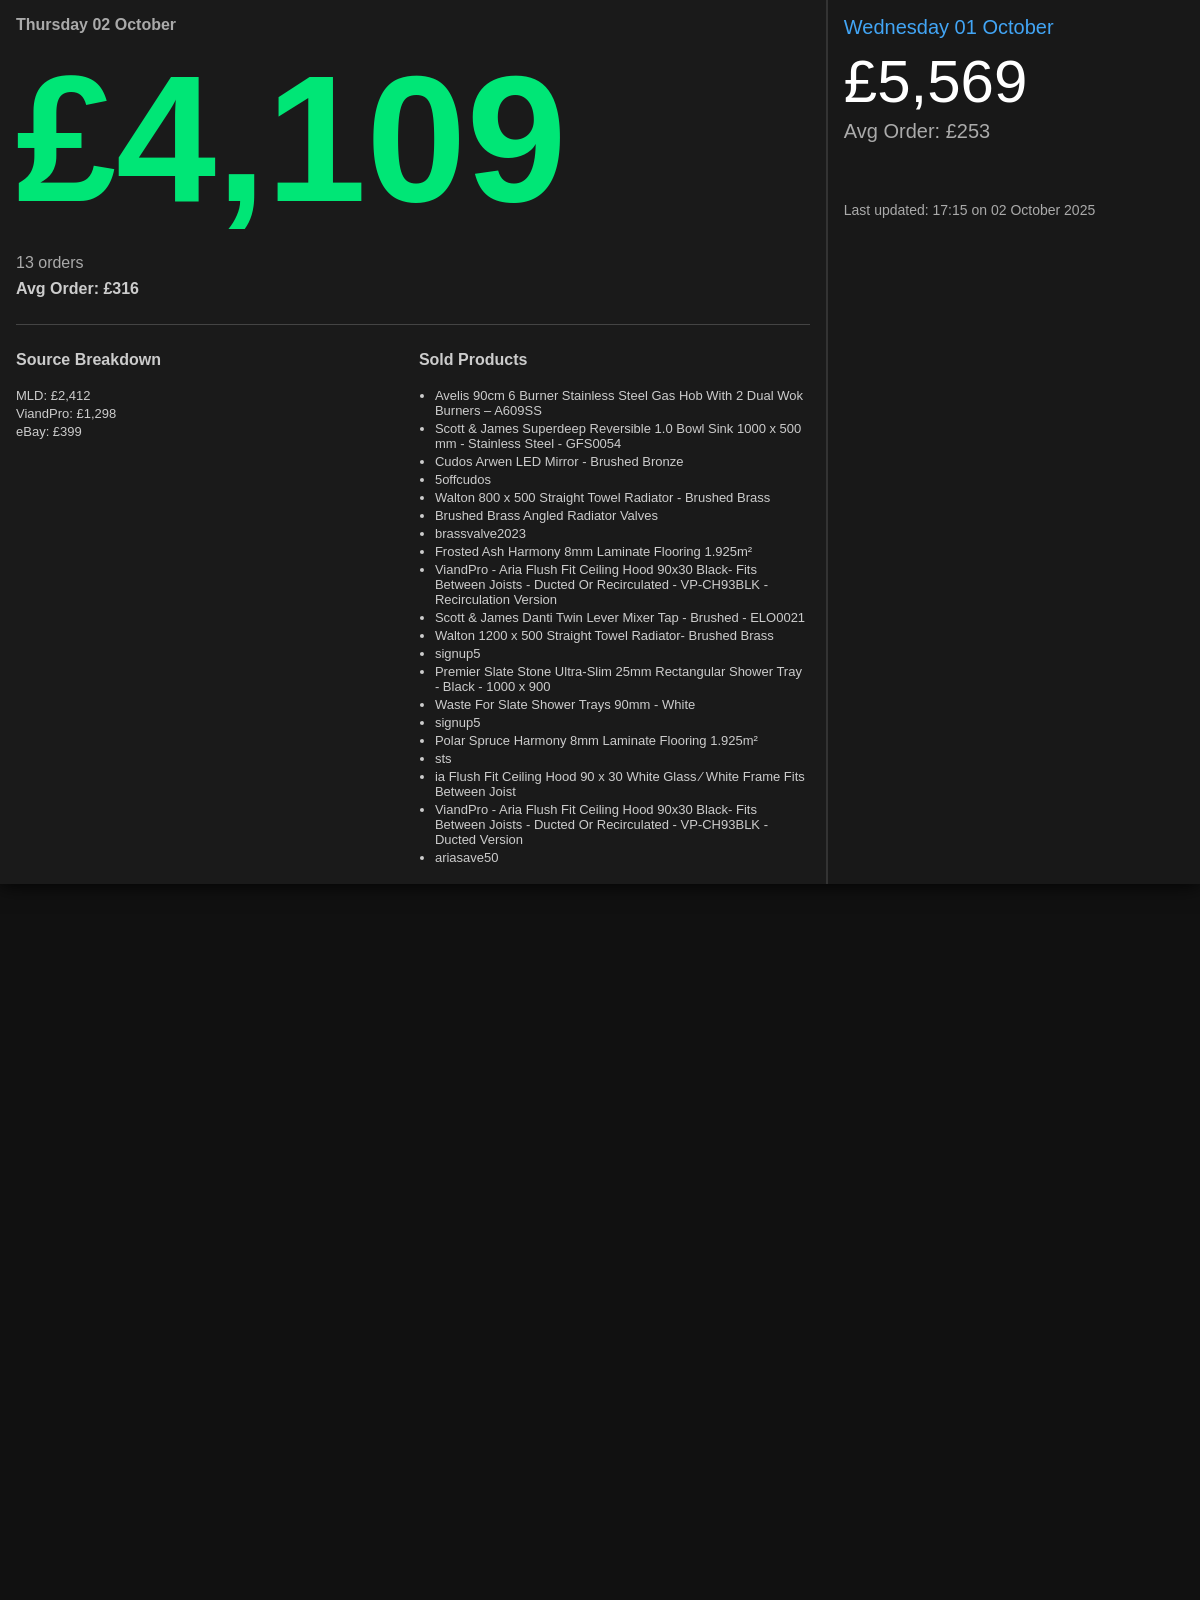 Thursday 02 October
£4,109
13 orders
Avg Order: £316
Source Breakdown
MLD: £2,412
ViandPro: £1,298
eBay: £399
Sold Products
Avelis 90cm 6 Burner Stainless Steel Gas Hob With 2 Dual Wok
Burners – A609SS
Scott & James Superdeep Reversible 1.0 Bowl Sink 1000 x 500
mm - Stainless Steel - GFS0054
Cudos Arwen LED Mirror - Brushed Bronze
5offcudos
Walton 800 x 500 Straight Towel Radiator - Brushed Brass
Brushed Brass Angled Radiator Valves
brassvalve2023
Frosted Ash Harmony 8mm Laminate Flooring 1.925m²
ViandPro - Aria Flush Fit Ceiling Hood 90x30 Black- Fits
Between Joists - Ducted Or Recirculated - VP-CH93BLK -
Recirculation Version
Scott & James Danti Twin Lever Mixer Tap - Brushed - ELO0021
Walton 1200 x 500 Straight Towel Radiator- Brushed Brass
signup5
Premier Slate Stone Ultra-Slim 25mm Rectangular Shower Tray
- Black - 1000 x 900
Waste For Slate Shower Trays 90mm - White
signup5
Polar Spruce Harmony 8mm Laminate Flooring 1.925m²
sts
ia Flush Fit Ceiling Hood 90 x 30 White Glass ⁄ White Frame Fits
Between Joist
ViandPro - Aria Flush Fit Ceiling Hood 90x30 Black- Fits
Between Joists - Ducted Or Recirculated - VP-CH93BLK -
Ducted Version
ariasave50
Wednesday 01 October
£5,569
Avg Order: £253
Last updated: 17:15 on 02 October 2025